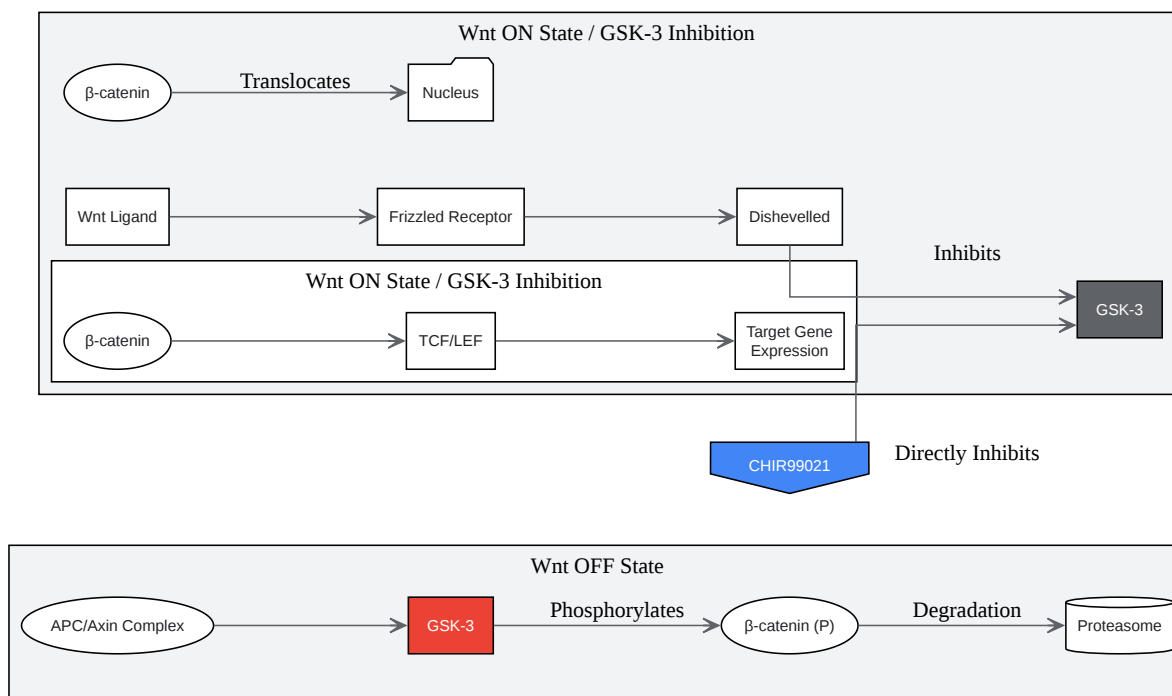 Wnt ON State / GSK-3 Inhibition
β-catenin
Translocates
Nucleus
Wnt Ligand
Frizzled Receptor
Dishevelled
Inhibits
GSK-3
Wnt ON State / GSK-3 Inhibition
β-catenin
TCF/LEF
Target Gene
Expression
CHIR99021
Directly Inhibits
Wnt OFF State
APC/Axin Complex
GSK-3
Phosphorylates
β-catenin (P)
Degradation
Proteasome